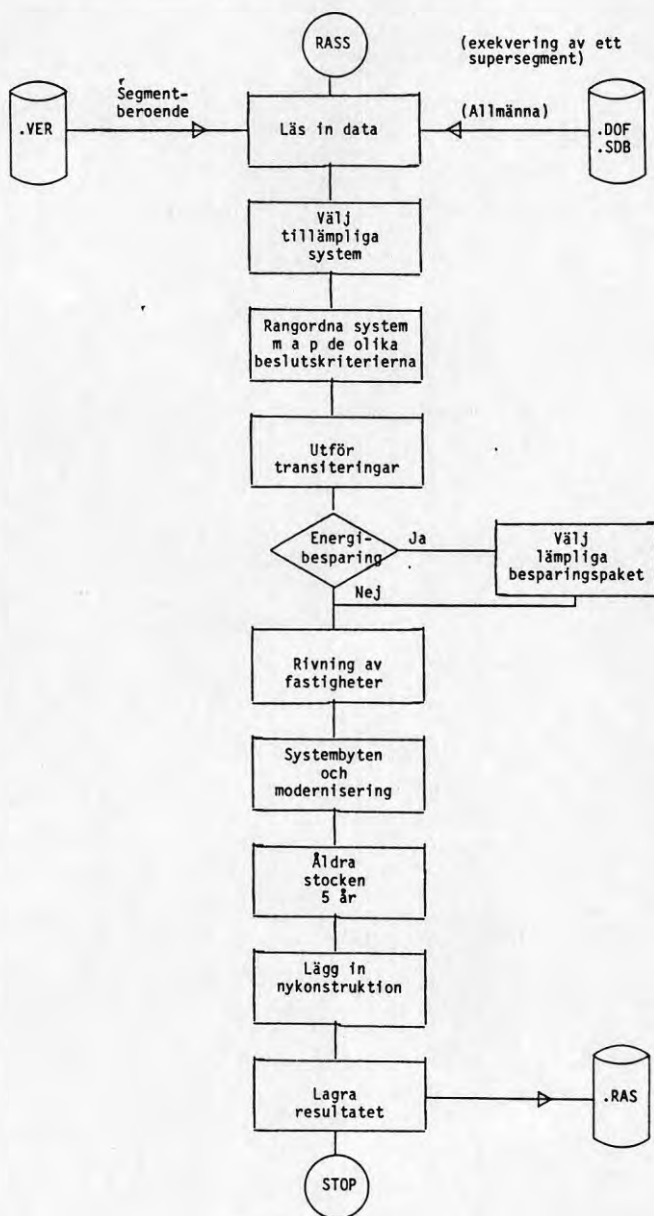 RASS
(exekvering av ett
supersegment)
Segment-
beroende
.VER
Läs in data
(Allmänna)
.DOF
.SDB
Välj
tillämpliga
system
Rangordna system
m a p de olika
beslutskriterierna
Utför
transiteringar
Energi-
besparing
Ja
Välj
lämpliga
besparingspaket
Nej
Rivning av
fastigheter
Systembyten
och
modernisering
Åldra
stocken
5 år
Lägg in
nykonstruktion
Lagra
resultatet
.RAS
STOP